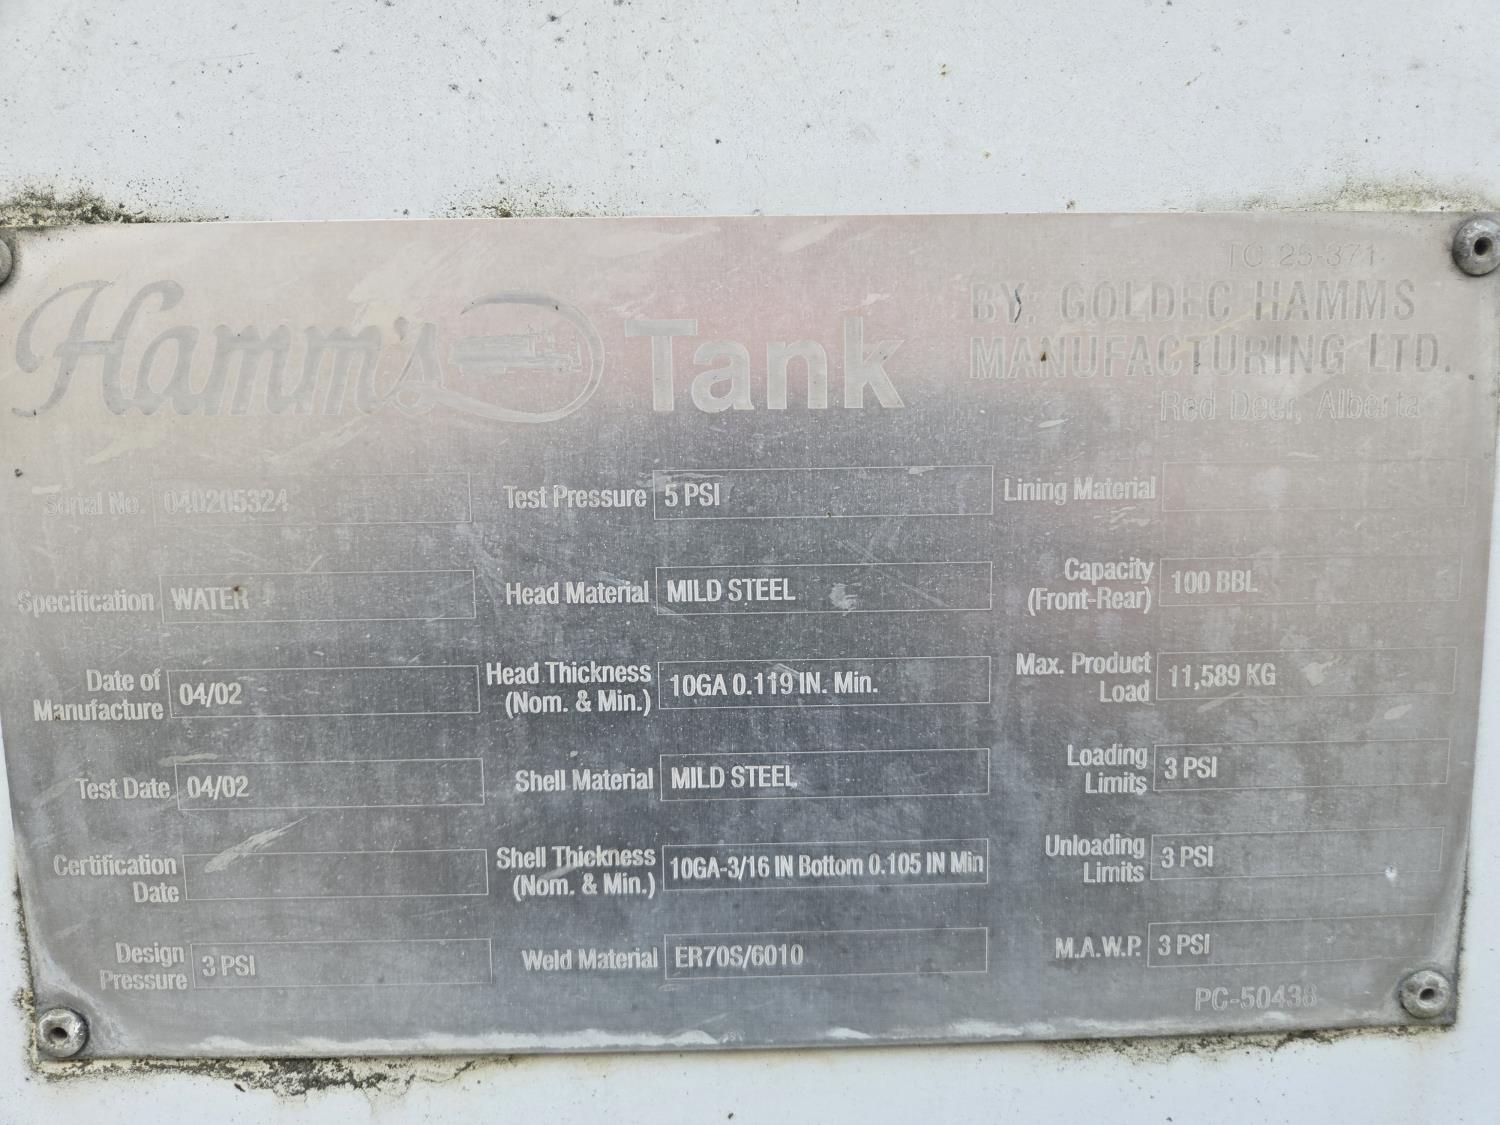 TC 25-371
Hamm's Tank
BY: GOLDEC HAMMS
MANUFACTURING LTD.
Red Deer, Alberta
Serial No. 040205324
Specification WATER
Date of
Manufacture 04/02
Test Date 04/02
Certification
Date
Design
Pressure 3 PSI
Test Pressure 5 PSI
Head Material MILD STEEL
Head Thickness
(Nom. & Min.) 10GA 0.119 IN. Min.
Shell Material MILD STEEL
Shell Thickness
(Nom. & Min.) 10GA-3/16 IN Bottom 0.105 IN Min
Weld Material ER70S/6010
Lining Material
Capacity
(Front-Rear) 100 BBL
Max. Product
Load 11,589 KG
Loading
Limits 3 PSI
Unloading
Limits 3 PSI
M.A.W.P. 3 PSI
PC-50438